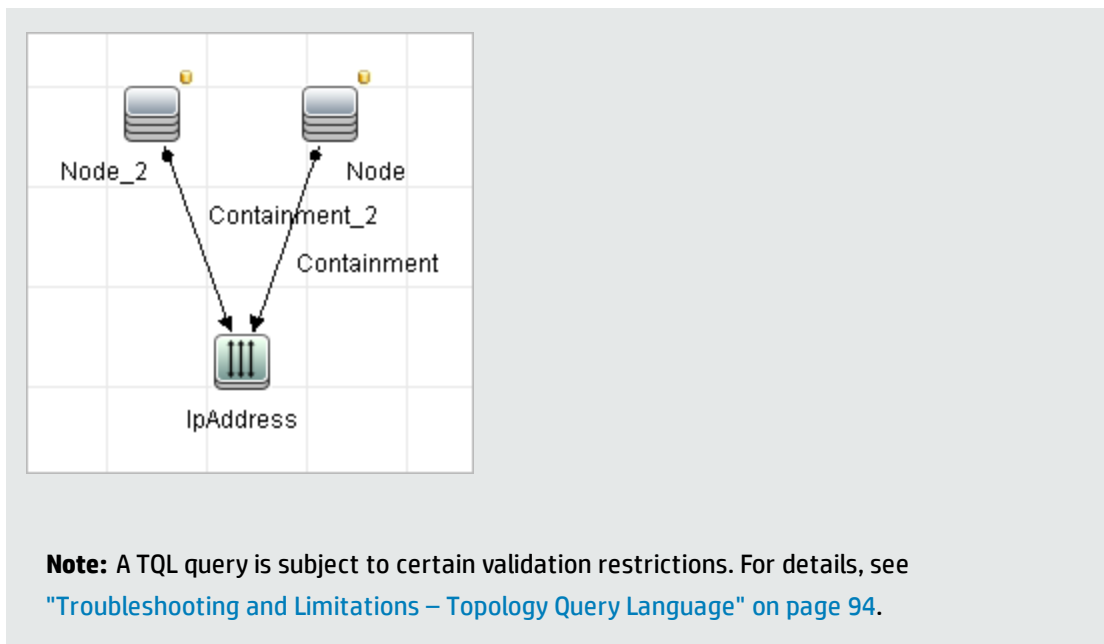 Node_2
Node
Containment_2
Containment
IpAddress
Note: A TQL query is subject to certain validation restrictions. For details, see
"Troubleshooting and Limitations – Topology Query Language" on page 94.